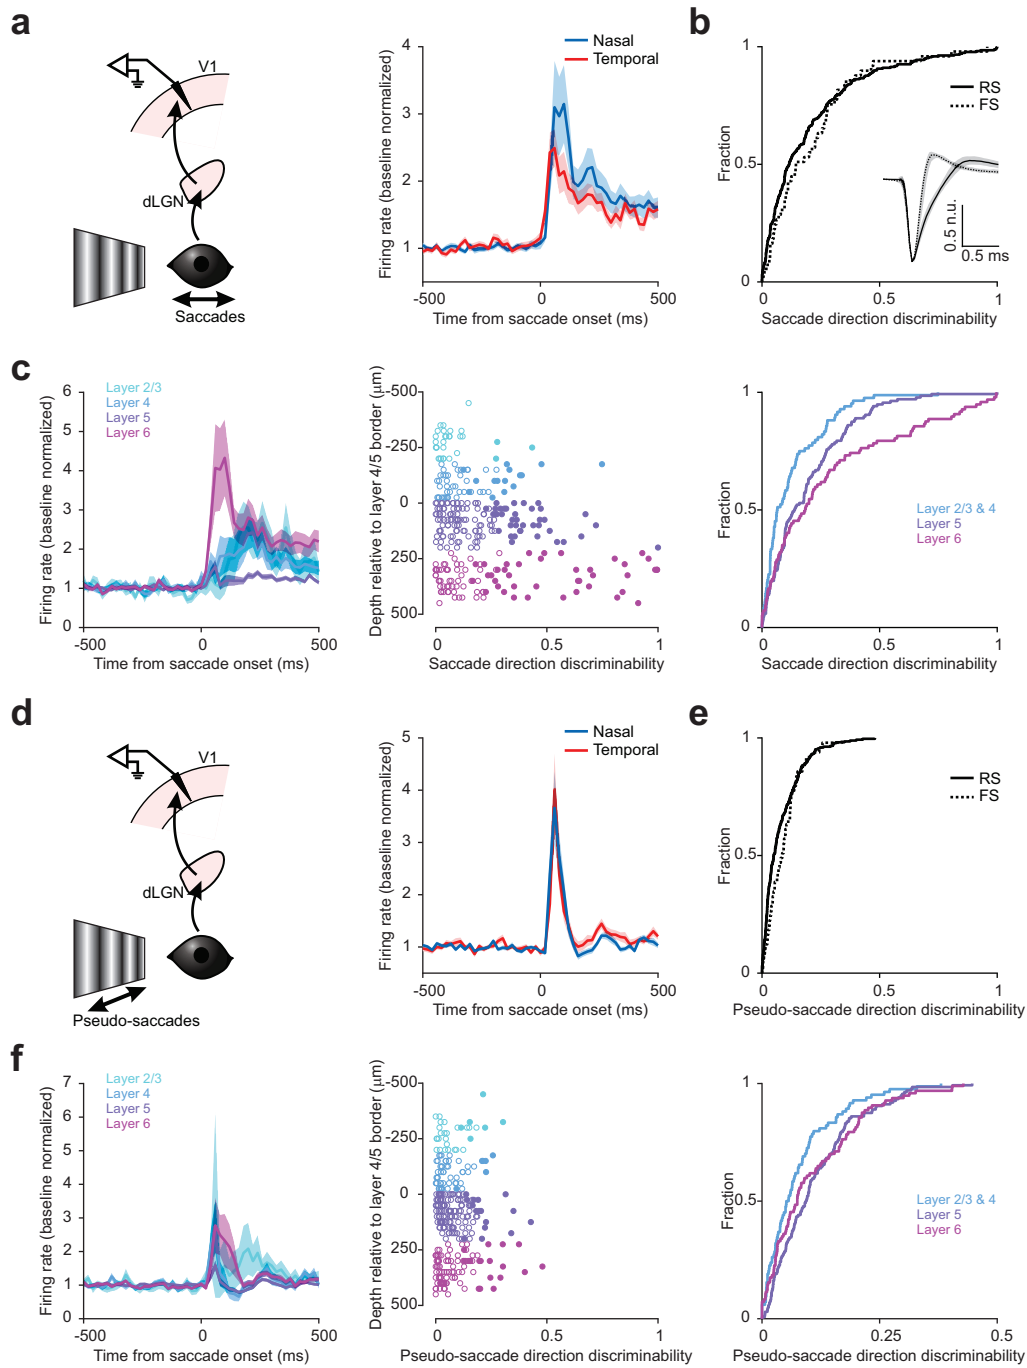 a
V1
dLGN
Saccades
Firing rate (baseline normalized)
4
3
2
1
Nasal
Temporal
-500
0
500
Time from saccade onset (ms)
b
Fraction
1
0.5
0
RS
FS
0.5 n.u.
0.5 ms
0
0.5
1
Saccade direction discriminability
c
Firing rate (baseline normalized)
6
5
4
3
2
1
0
Layer 2/3
Layer 4
Layer 5
Layer 6
-500
0
500
Time from saccade onset (ms)
Depth relative to layer 4/5 border (μm)
-500
-250
0
250
500
0
0.5
1
Saccade direction discriminability
Fraction
1
0.5
0
Layer 2/3 & 4
Layer 5
Layer 6
0
0.5
1
Saccade direction discriminability
d
V1
dLGN
Pseudo-saccades
Firing rate (baseline normalized)
5
4
3
2
1
Nasal
Temporal
-500
0
500
Time from saccade onset (ms)
e
Fraction
1
0.5
0
RS
FS
0
0.5
1
Pseudo-saccade direction discriminability
f
Firing rate (baseline normalized)
7
6
5
4
3
2
1
0
Layer 2/3
Layer 4
Layer 5
Layer 6
-500
0
500
Time from saccade onset (ms)
Depth relative to layer 4/5 border (μm)
-500
-250
0
250
500
0
0.5
1
Pseudo-saccade direction discriminability
Fraction
1
0.5
0
Layer 2/3 & 4
Layer 5
Layer 6
0
0.25
0.5
Pseudo-saccade direction discriminability